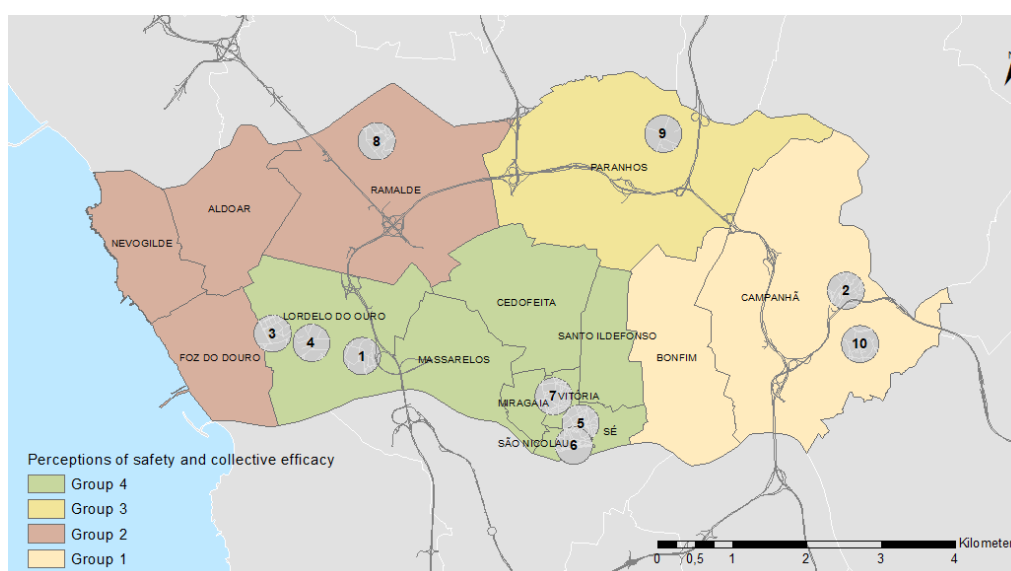 8
9
RAMALDE
PARANHOS
ALDOAR
NEVOGILDE
2
CAMPANHÃ
CEDOFEITA
LORDELO DO OURO
3
4
1
10
SANTO ILDEFONSO
FOZ DO DOURO
MASSARELOS
BONFIM
7
VITÓRIA
MIRAGAIA
5
SÉ
SÃO NICOLAU
6
Perceptions of safety and collective efficacy
Group 4
Group 3
Group 2
Group 1
Kilometer
0 0,5 1 2 3 4